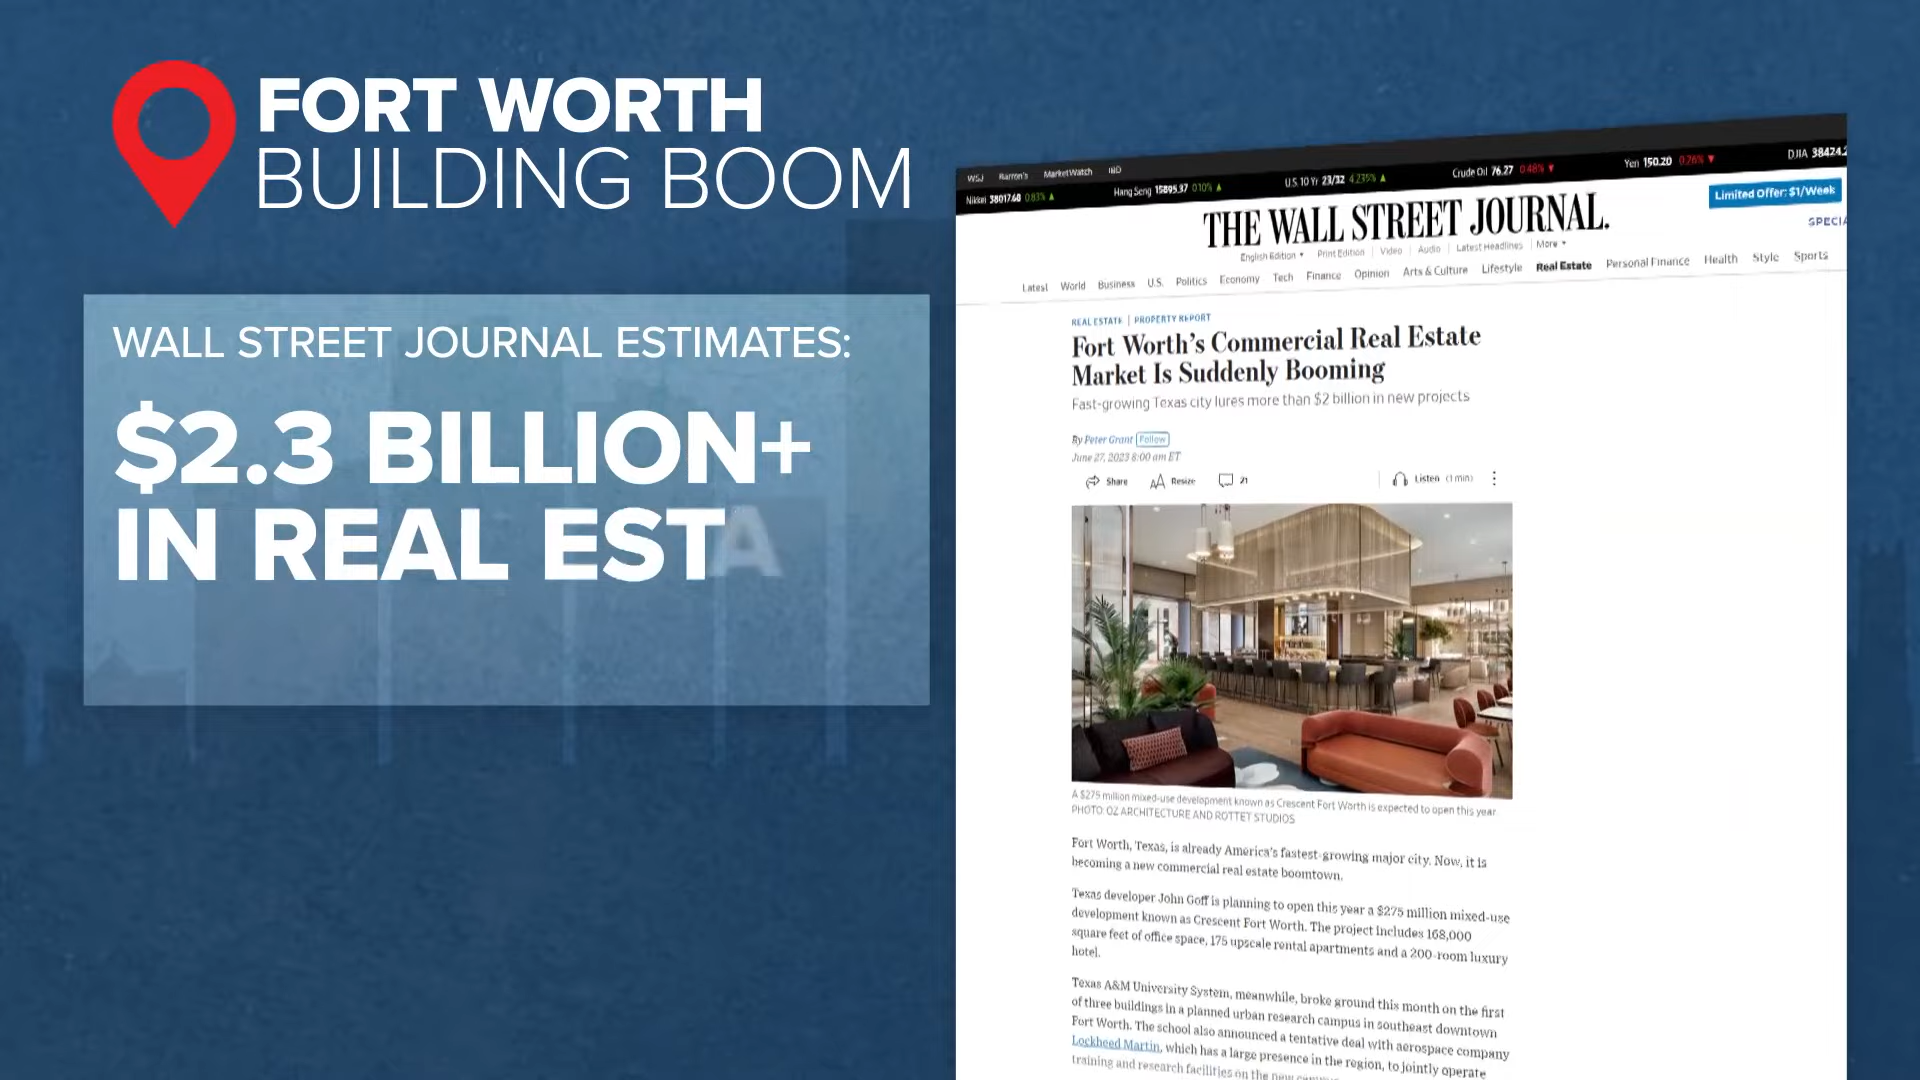 FORT WORTH
BUILDING BOOM
WALL STREET JOURNAL ESTIMATES:
$2.3 BILLION+
IN REAL ESTA
WSJ Barron's MarketWatch IBD
Nikkei 38017.60 0.83% ▲ Hang Seng 15895.37 0.10% ▲ U.S. 10 Yr 23/32 4.235% ▲ Crude Oil 76.27 0.48% ▼ Yen 150.20 0.26% ▼ DJIA 38424.2
THE WALL STREET JOURNAL.
Limited Offer: $1/Week
SPECIA
English Edition Print Edition Video Audio Latest Headlines More
Latest World Business U.S. Politics Economy Tech Finance Opinion Arts & Culture Lifestyle Real Estate Personal Finance Health Style Sports
REAL ESTATE | PROPERTY REPORT
Fort Worth's Commercial Real Estate
Market Is Suddenly Booming
Fast-growing Texas city lures more than $2 billion in new projects
By Peter Grant Follow
June 27, 2023 8:00 am ET
Share AA Resize 21 Listen (1 min)
A $275 million mixed-use development known as Crescent Fort Worth is expected to open this year.
PHOTO: OZ ARCHITECTURE AND ROTTET STUDIOS
Fort Worth, Texas, is already America's fastest-growing major city. Now, it is
becoming a new commercial real estate boomtown.
Texas developer John Goff is planning to open this year a $275 million mixed-use
development known as Crescent Fort Worth. The project includes 168,000
square feet of office space, 175 upscale rental apartments and a 200-room luxury
hotel.
Texas A&M University System, meanwhile, broke ground this month on the first
of three buildings in a planned urban research campus in southeast downtown
Fort Worth. The school also announced a tentative deal with aerospace company
Lockheed Martin, which has a large presence in the region, to jointly operate
training and research facilities on the new